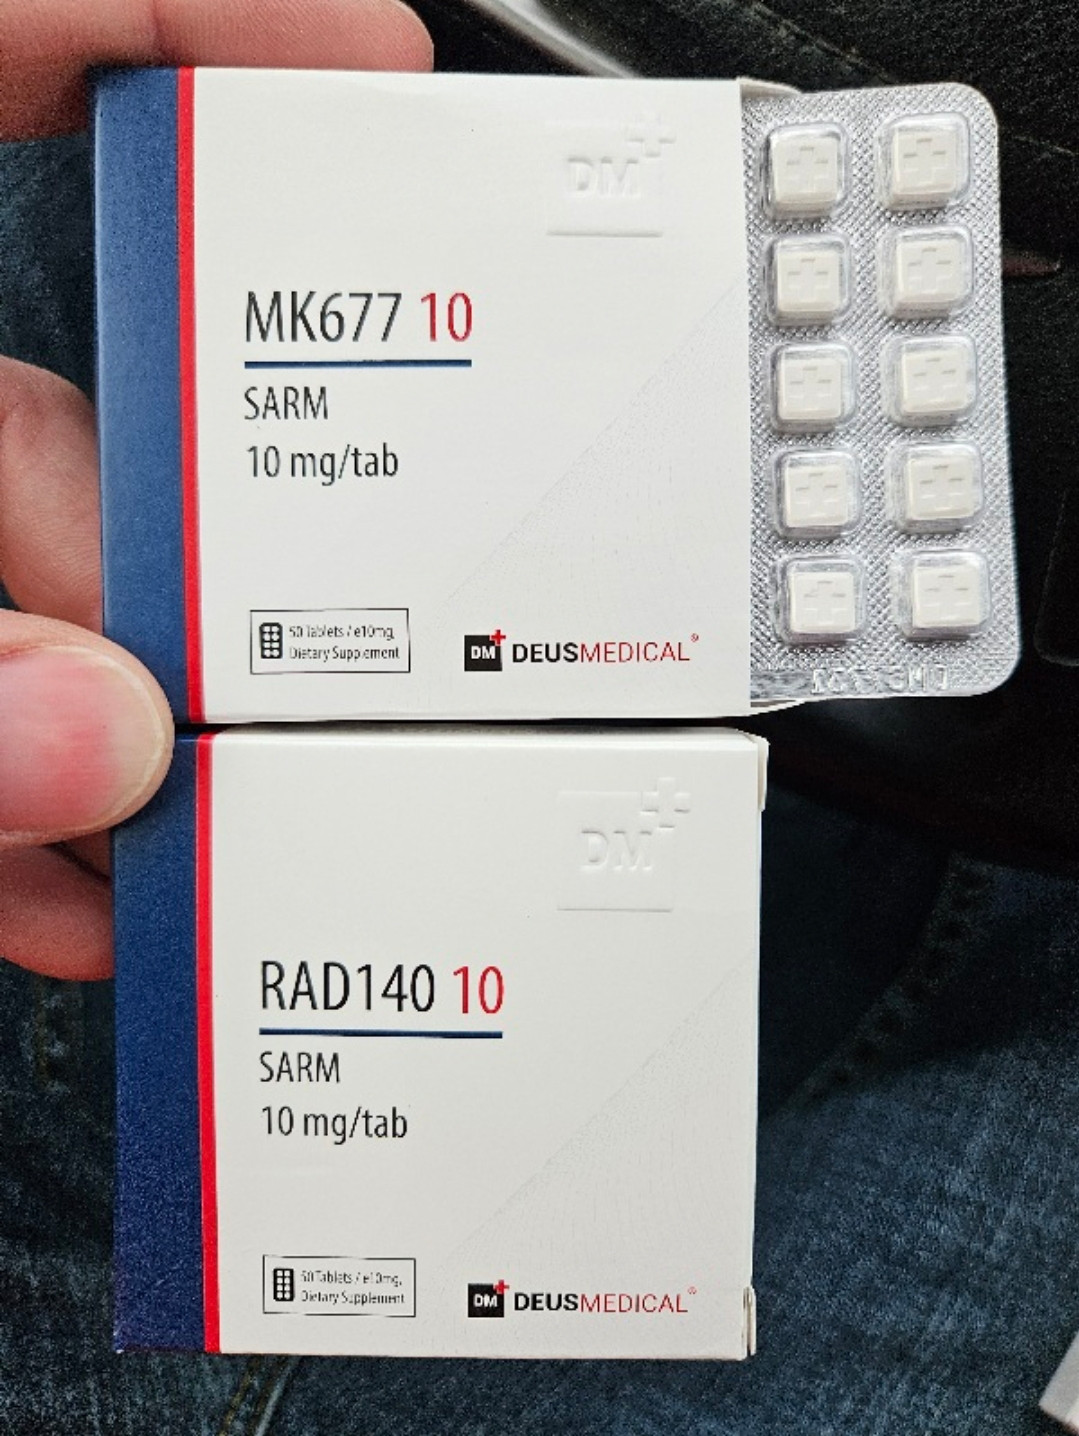 DM
MK677 10
SARM
10 mg/tab
50 Tablets / e10mg,
Dietary Supplement
DM DEUSMEDICAL®
DM
RAD140 10
SARM
10 mg/tab
50 Tablets / e10mg,
Dietary Supplement
DM DEUSMEDICAL®